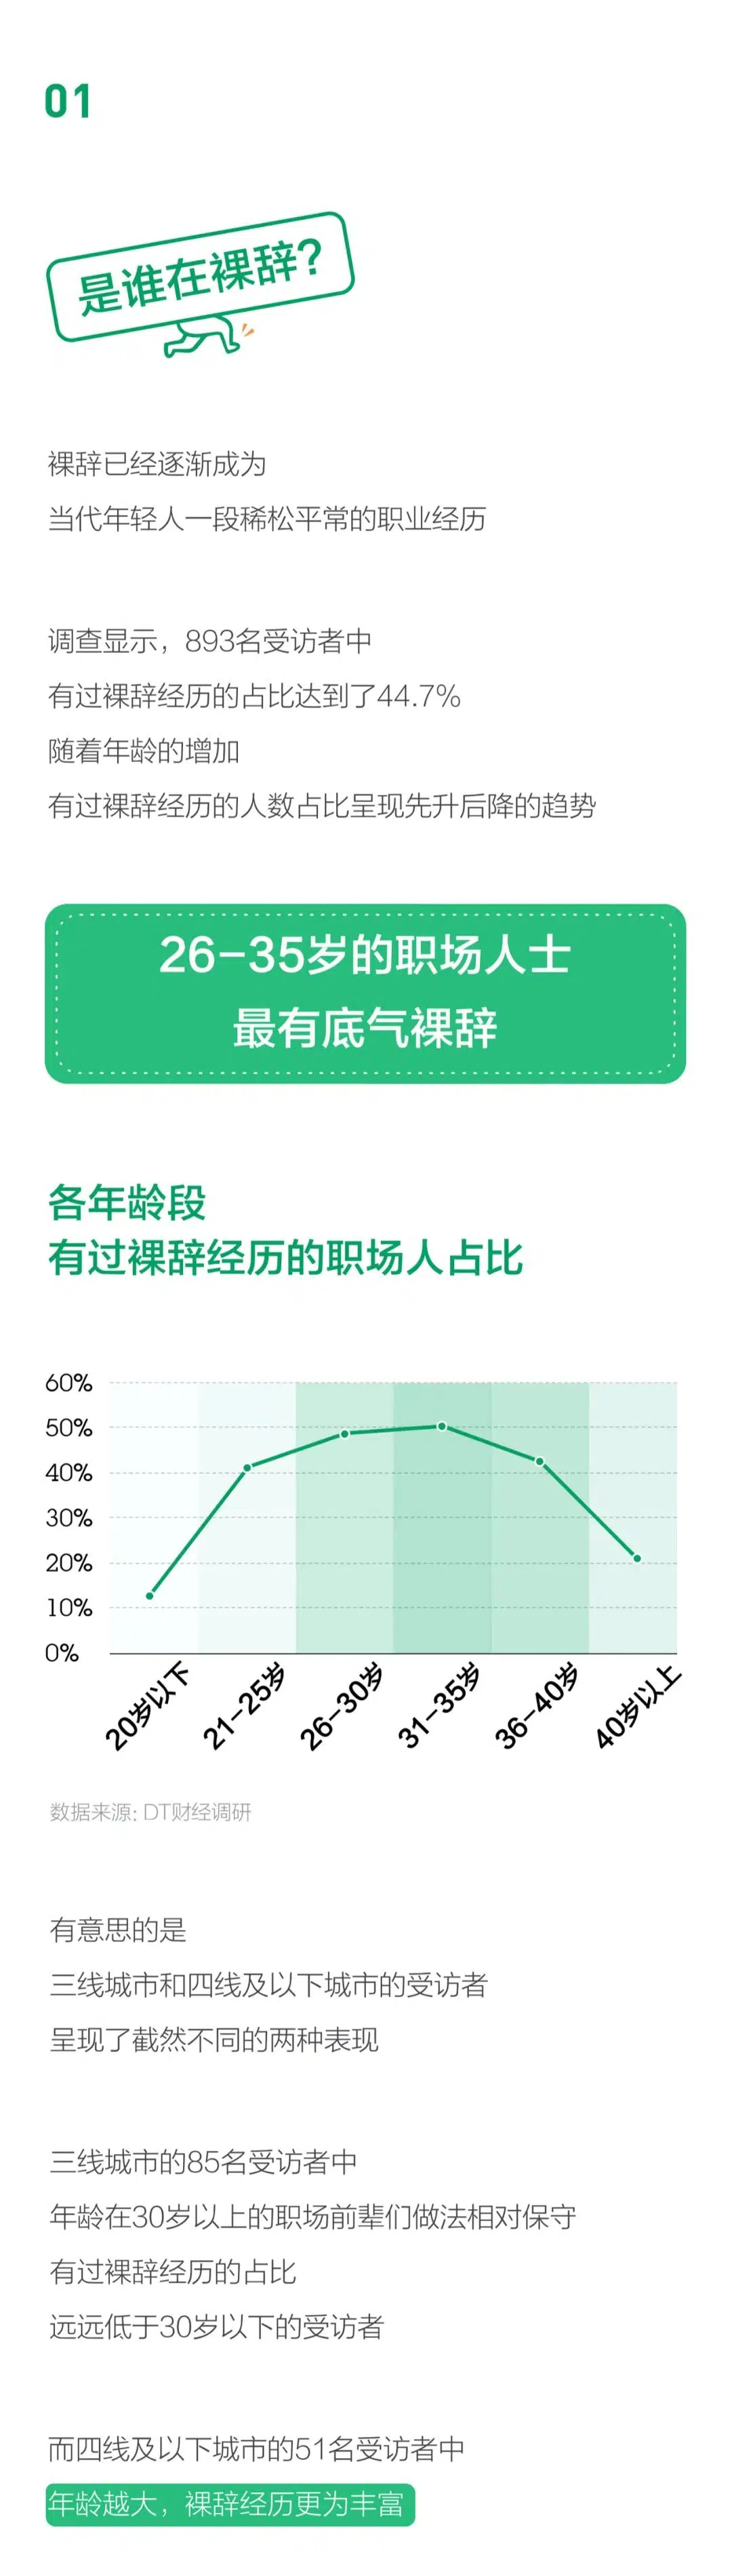 01
是谁在裸辞?
裸辞已经逐渐成为
当代年轻人一段稀松平常的职业经历
调查显示，893名受访者中
有过裸辞经历的占比达到了44.7%
随着年龄的增加
有过裸辞经历的人数占比呈现先升后降的趋势
26-35岁的职场人士
最有底气裸辞
各年龄段
有过裸辞经历的职场人占比
60%
50%
40%
30%
20%
10%
0%
20岁以下
21-25岁
26-30岁
31-35岁
36-40岁
40岁以上
数据来源: DT财经调研
有意思的是
三线城市和四线及以下城市的受访者
呈现了截然不同的两种表现
三线城市的85名受访者中
年龄在30岁以上的职场前辈们做法相对保守
有过裸辞经历的占比
远远低于30岁以下的受访者
而四线及以下城市的51名受访者中
年龄越大，裸辞经历更为丰富